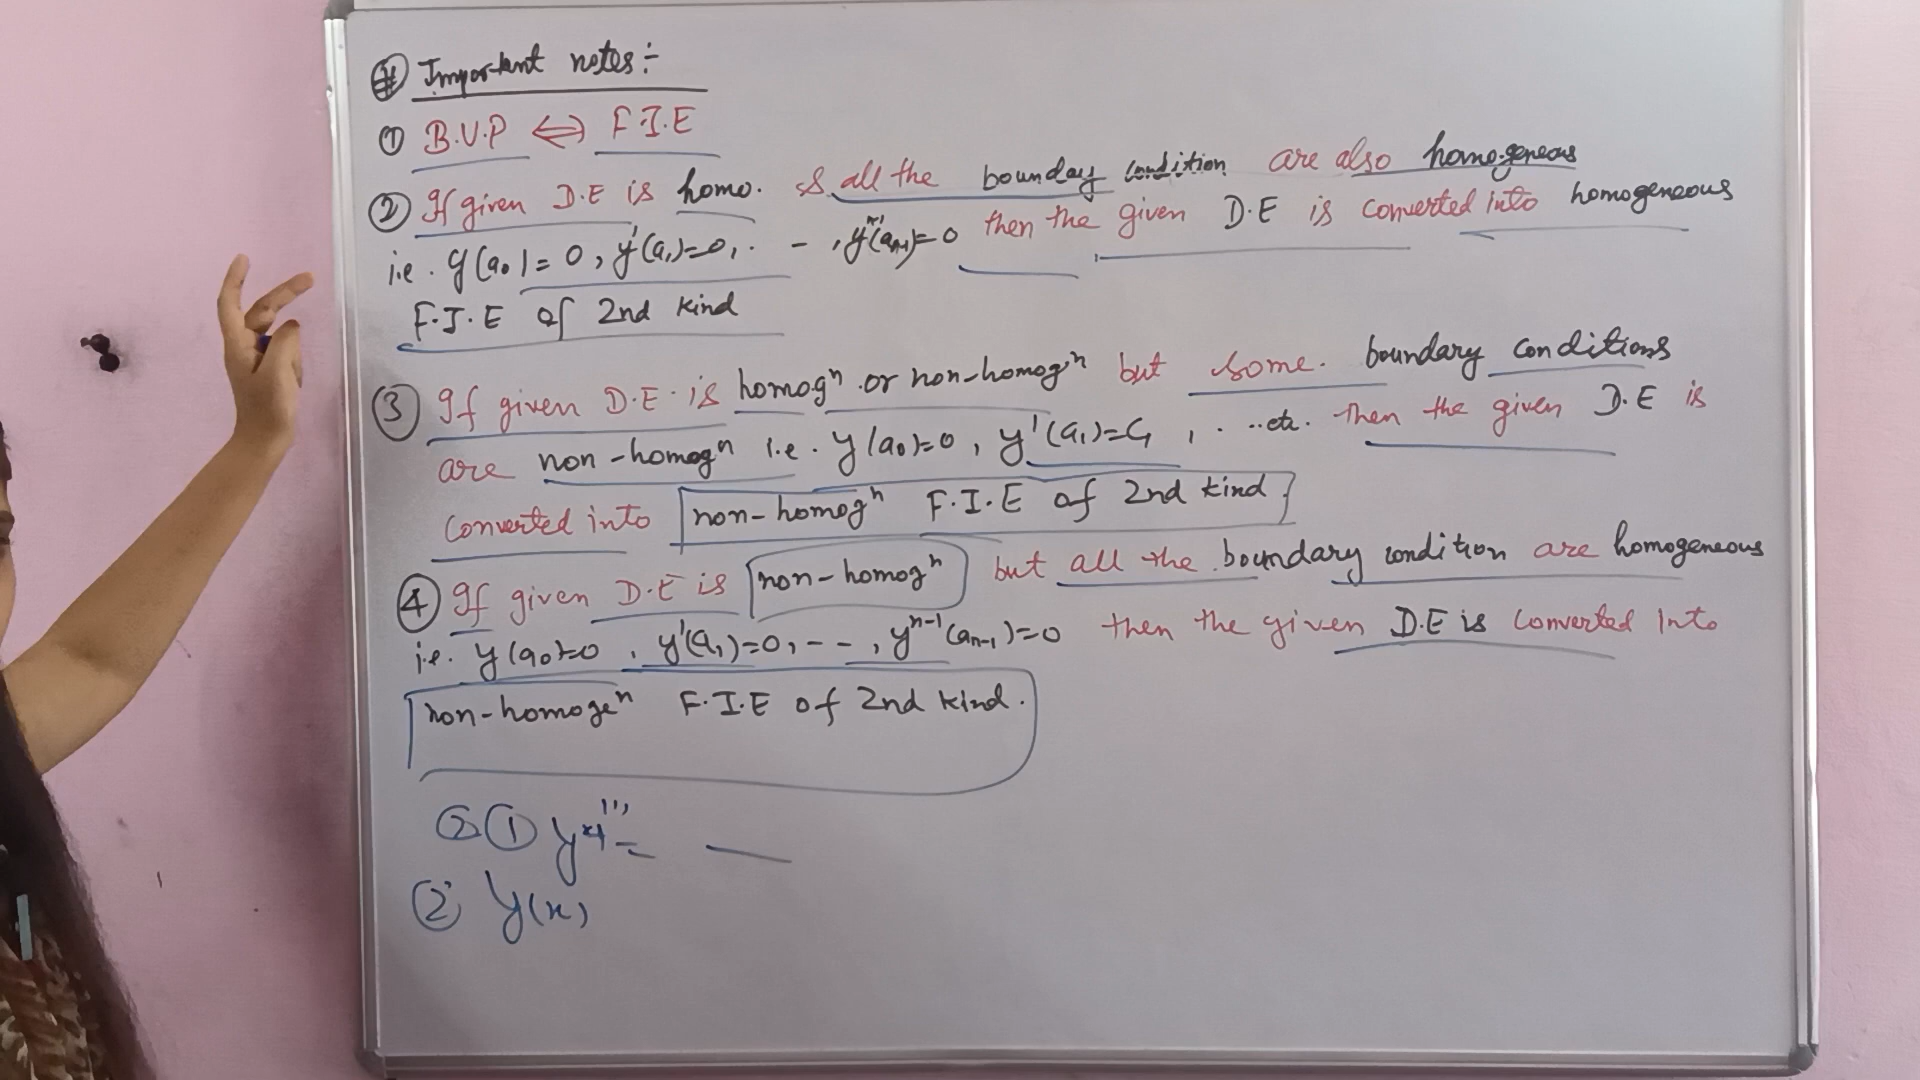 Important notes :-
① B.V.P ⇔ F.I.E
② If given D.E is homo. & all the boundary condition are also homogeneous
i.e. y(a₀) = 0, y'(a₁) = 0, . - , yⁿ⁻¹(aₙ₋₁) = 0 then the given D.E is converted into homogeneous
F.I.E of 2nd kind
③ If given D.E. is homogⁿ or non-homogⁿ but some. boundary conditions
are non-homogⁿ i.e. y(a₀) = 0, y'(a₁) = C₁, . ..etc. then the given D.E is
converted into non-homogⁿ F.I.E of 2nd kind.
④ If given D.E is non-homogⁿ but all the boundary condition are homogeneous
i.e. y(a₀) = 0, y'(a₁) = 0, - - , yⁿ⁻¹(aₙ₋₁) = 0 then the given D.E is converted into
non-homogeⁿ F.I.E of 2nd kind.
② ① y''' = —
② y(x)